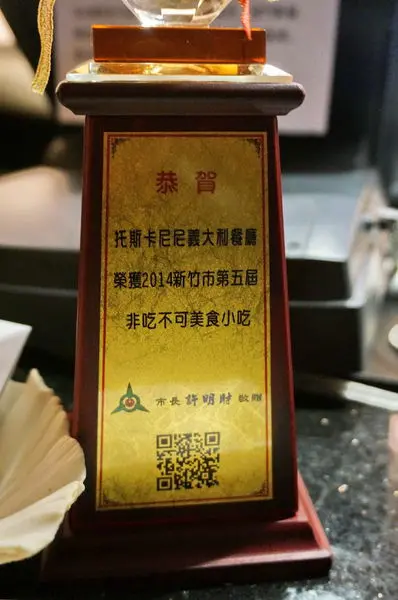 恭賀
托斯卡尼尼義大利餐廳
榮獲2014新竹市第五屆
非吃不可美食小吃
市長 許明財 敬贈